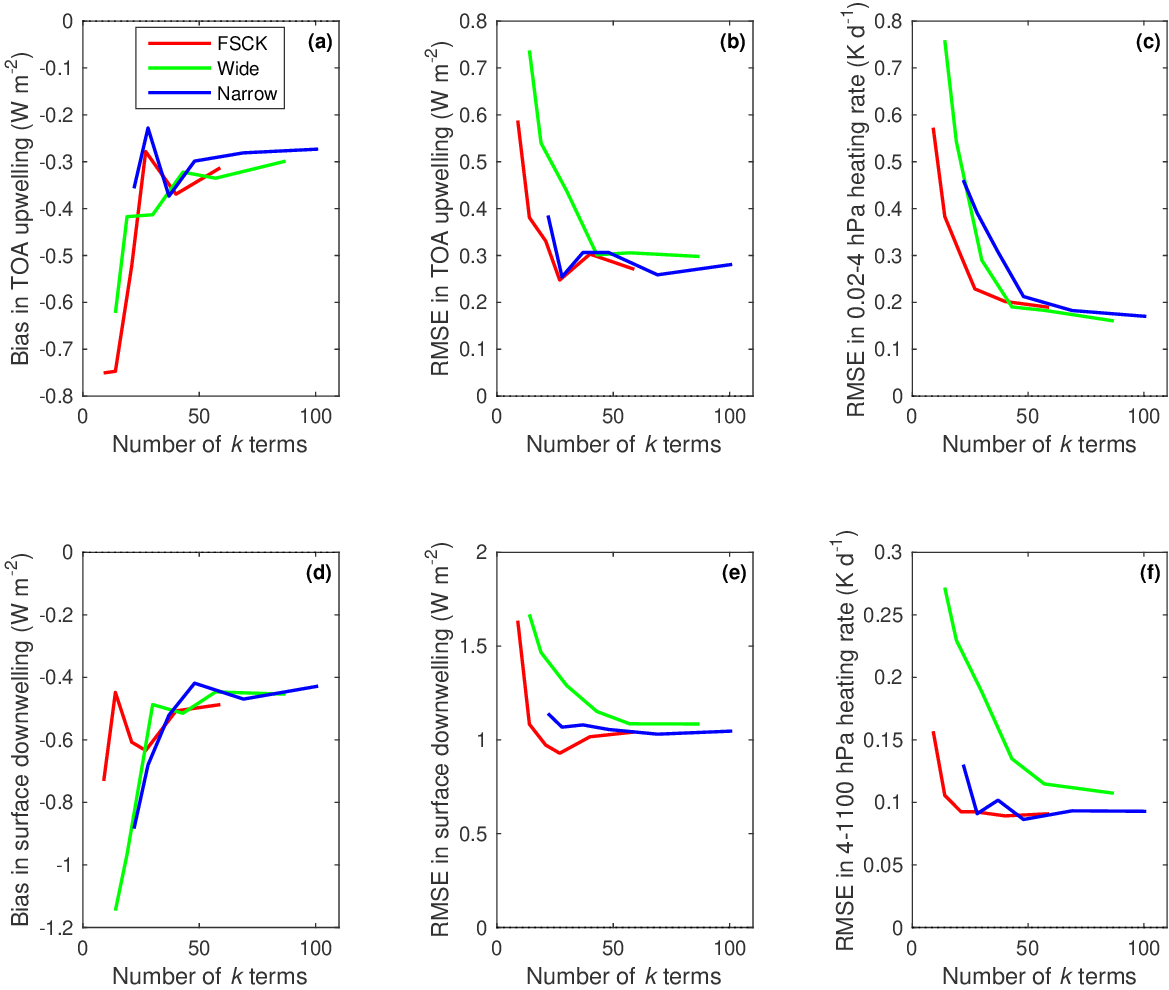 (a)
FSCK
Wide
Narrow
0
-0.1
-0.2
-0.3
-0.4
-0.5
-0.6
-0.7
-0.8
Bias in TOA upwelling (W m-2)
0 50 100
Number of k terms
(b)
0.8
0.7
0.6
0.5
0.4
0.3
0.2
0.1
0
RMSE in TOA upwelling (W m-2)
0 50 100
Number of k terms
(c)
0.8
0.7
0.6
0.5
0.4
0.3
0.2
0.1
0
RMSE in 0.02-4 hPa heating rate (K d-1)
0 50 100
Number of k terms
(d)
0
-0.2
-0.4
-0.6
-0.8
-1
-1.2
Bias in surface downwelling (W m-2)
0 50 100
Number of k terms
(e)
2
1.5
1
0.5
0
RMSE in surface downwelling (W m-2)
0 50 100
Number of k terms
(f)
0.3
0.25
0.2
0.15
0.1
0.05
0
RMSE in 4-1100 hPa heating rate (K d-1)
0 50 100
Number of k terms